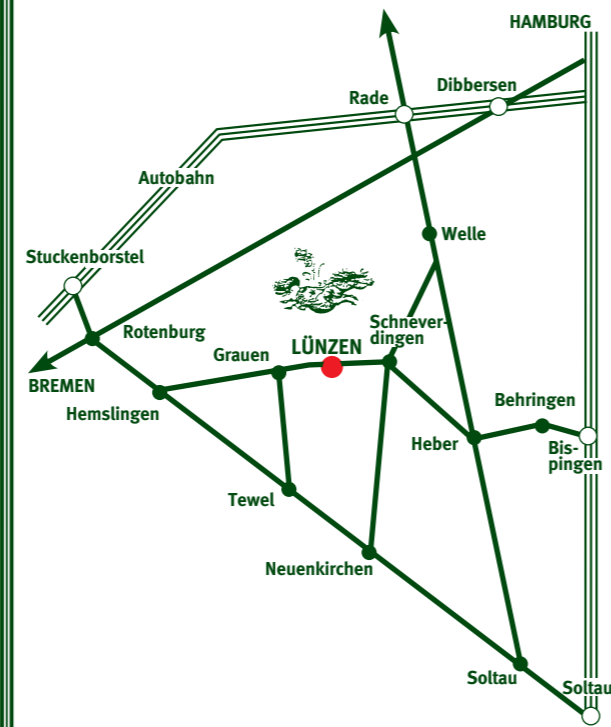 HAMBURG
Dibbersen
Rade
Autobahn
Welle
Stuckenborstel
Schnever-
dingen
Rotenburg
LÜNZEN
Grauen
BREMEN
Hemslingen
Behringen
Heber
Bis-
pingen
Tewel
Neuenkirchen
Soltau
Soltau